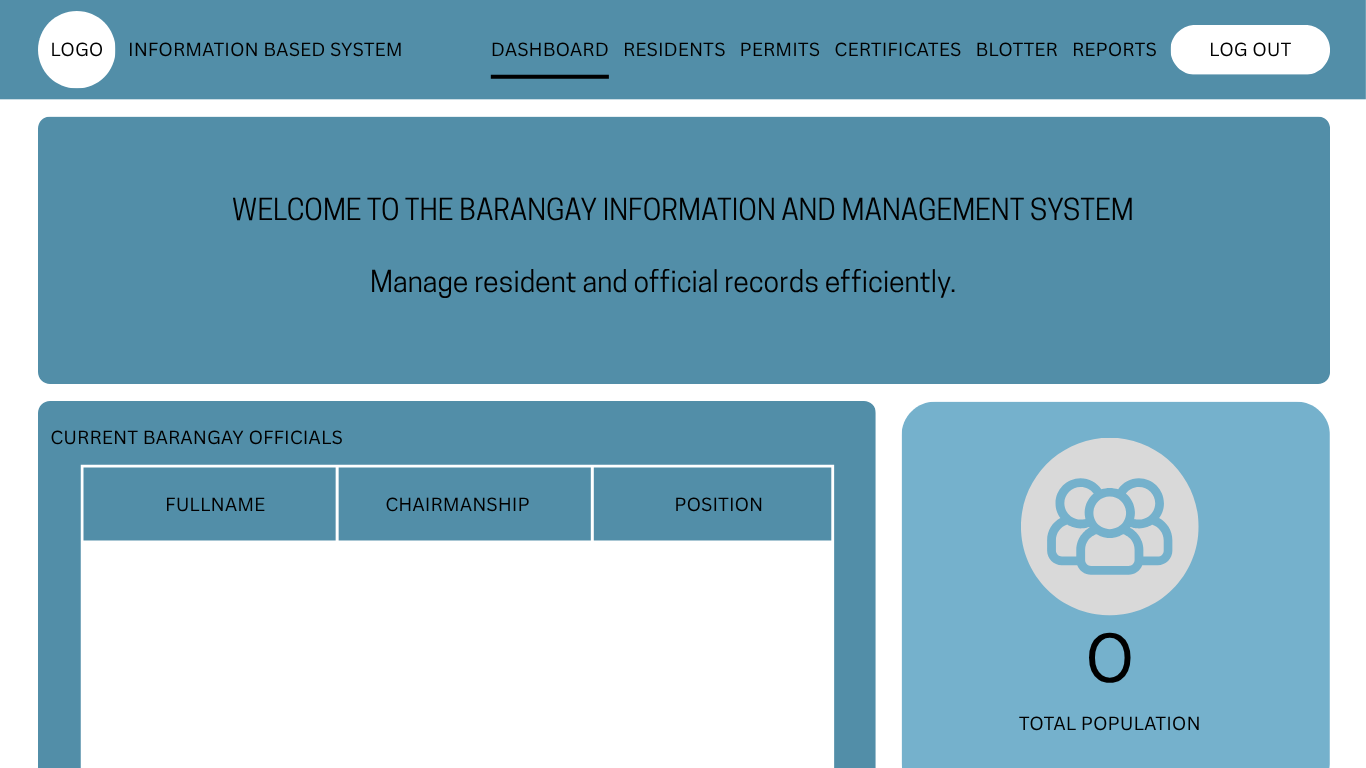 LOGO INFORMATION BASED SYSTEM DASHBOARD RESIDENTS PERMITS CERTIFICATES BLOTTER REPORTS LOG OUT
WELCOME TO THE BARANGAY INFORMATION AND MANAGEMENT SYSTEM
Manage resident and official records efficiently.
CURRENT BARANGAY OFFICIALS
FULLNAME CHAIRMANSHIP POSITION
0
TOTAL POPULATION